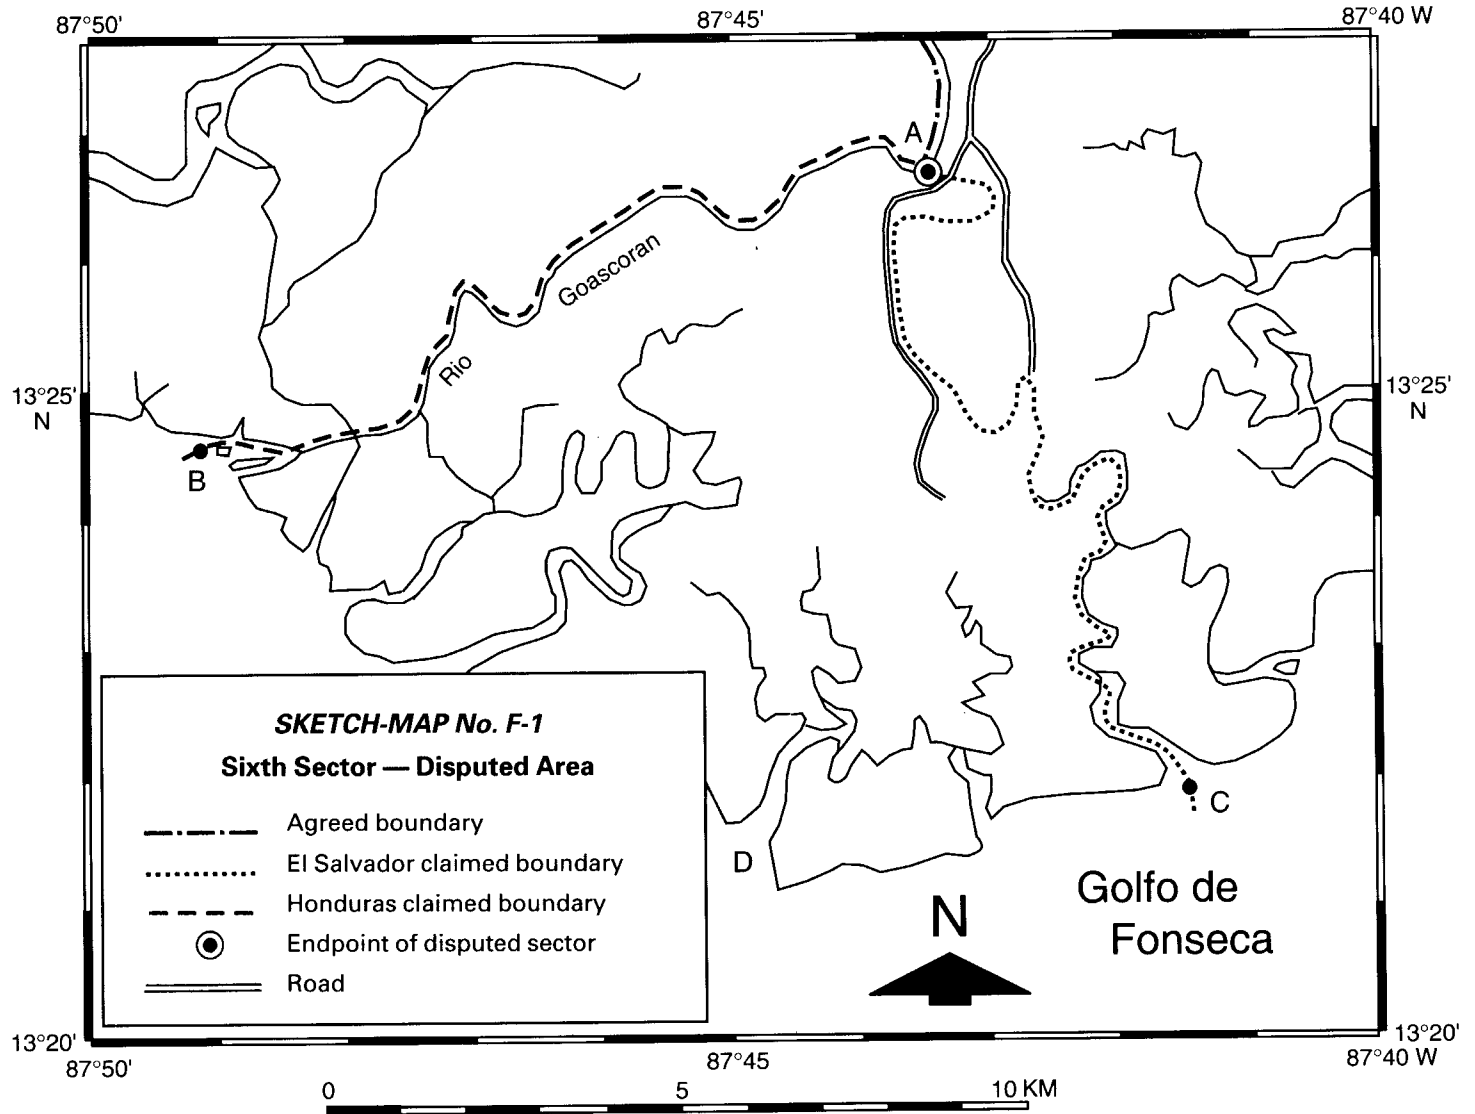 87°50'
87°45'
87°40 W
A
Goascoran
Rio
13°25'
N
13°25'
N
B
SKETCH-MAP No. F-1
Sixth Sector — Disputed Area
Agreed boundary
El Salvador claimed boundary
Honduras claimed boundary
Endpoint of disputed sector
Road
C
D
N
Golfo de
Fonseca
13°20'
13°20'
87°50'
87°45'
87°40 W
0 5 10 KM